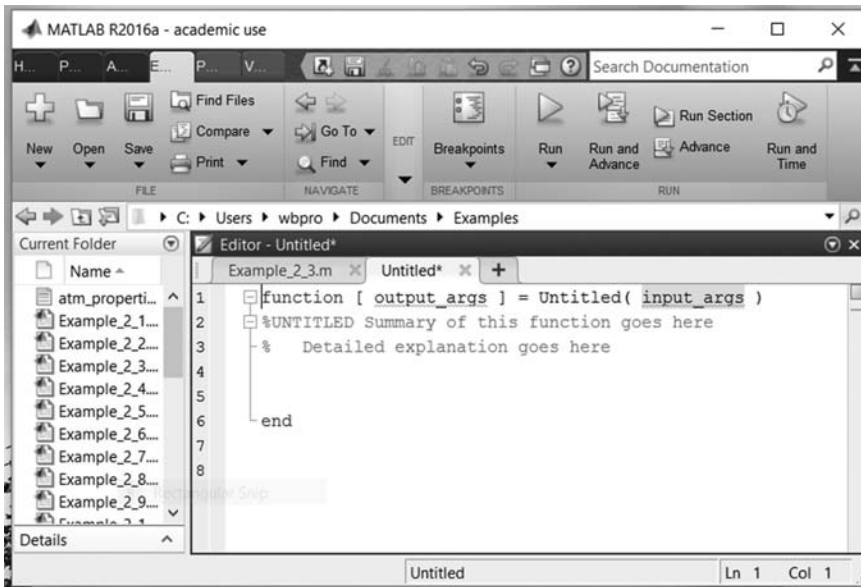 MATLAB R2016a - academic use
H... P... A... E... P... V... Search Documentation
New Open Save Find Files Compare Print
FILE
Go To Find
NAVIGATE
EDIT
Breakpoints
BREAKPOINTS
Run Run and Advance Run Section Advance Run and Time
RUN
C: Users wbpro Documents Examples
Current Folder
Name
atm_properti...
Example_2_1....
Example_2_2....
Example_2_3....
Example_2_4....
Example_2_5....
Example_2_6....
Example_2_7....
Example_2_8....
Example_2_9....
Example_2_1
Details
Editor - Untitled*
Example_2_3.m Untitled* +
1 function [ output_args ] = Untitled( input_args )
2 %UNTITLED Summary of this function goes here
3 % Detailed explanation goes here
4
5
6 end
7
8
Rectangular Snip
Untitled Ln 1 Col 1